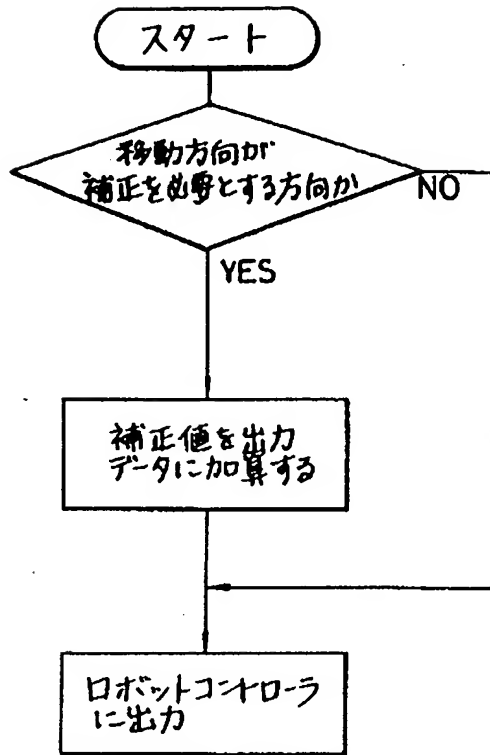 スタート
移動方向が
補正を必要とする方向か
NO
YES
補正値を出力
データに加算する
ロボットコントローラ
に出力